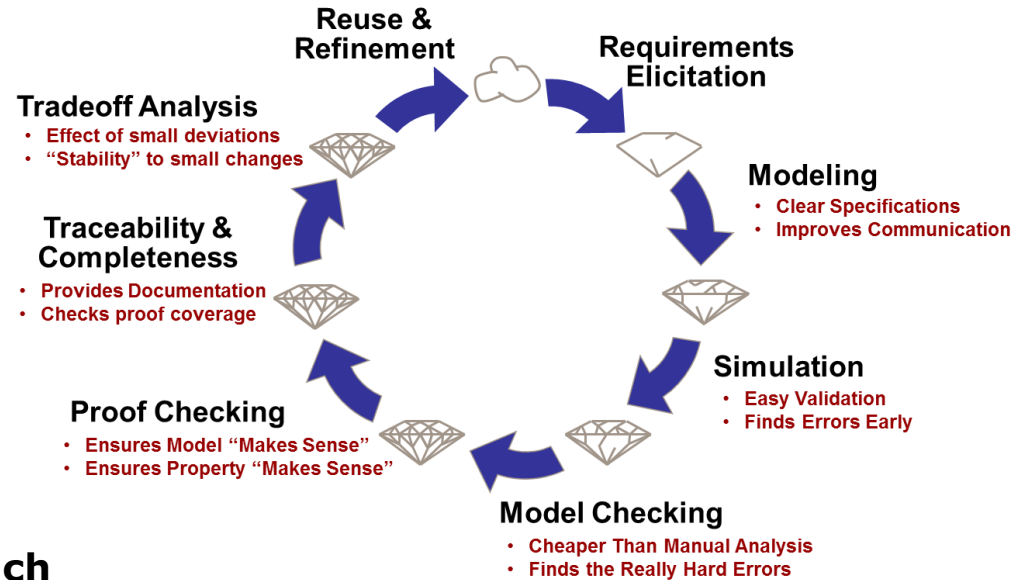 Reuse &
Refinement
Requirements
Elicitation
Tradeoff Analysis
• Effect of small deviations
• “Stability” to small changes
Modeling
• Clear Specifications
• Improves Communication
Traceability &
Completeness
• Provides Documentation
• Checks proof coverage
Simulation
• Easy Validation
• Finds Errors Early
Proof Checking
• Ensures Model “Makes Sense”
• Ensures Property “Makes Sense”
Model Checking
• Cheaper Than Manual Analysis
• Finds the Really Hard Errors
ch